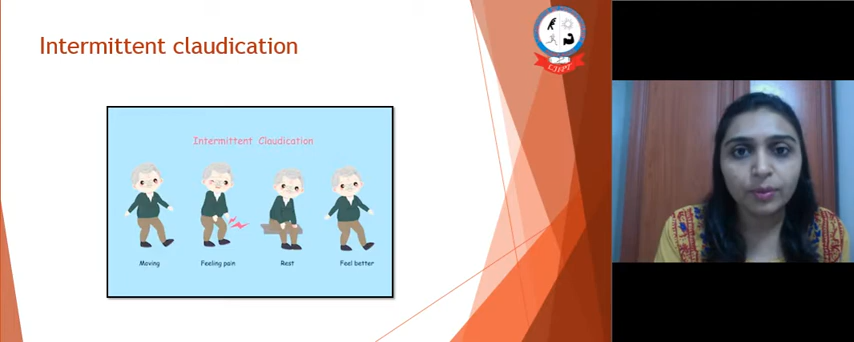 Intermittent claudication
Intermittent Claudication
Moving
Feeling pain
Rest
Feel better